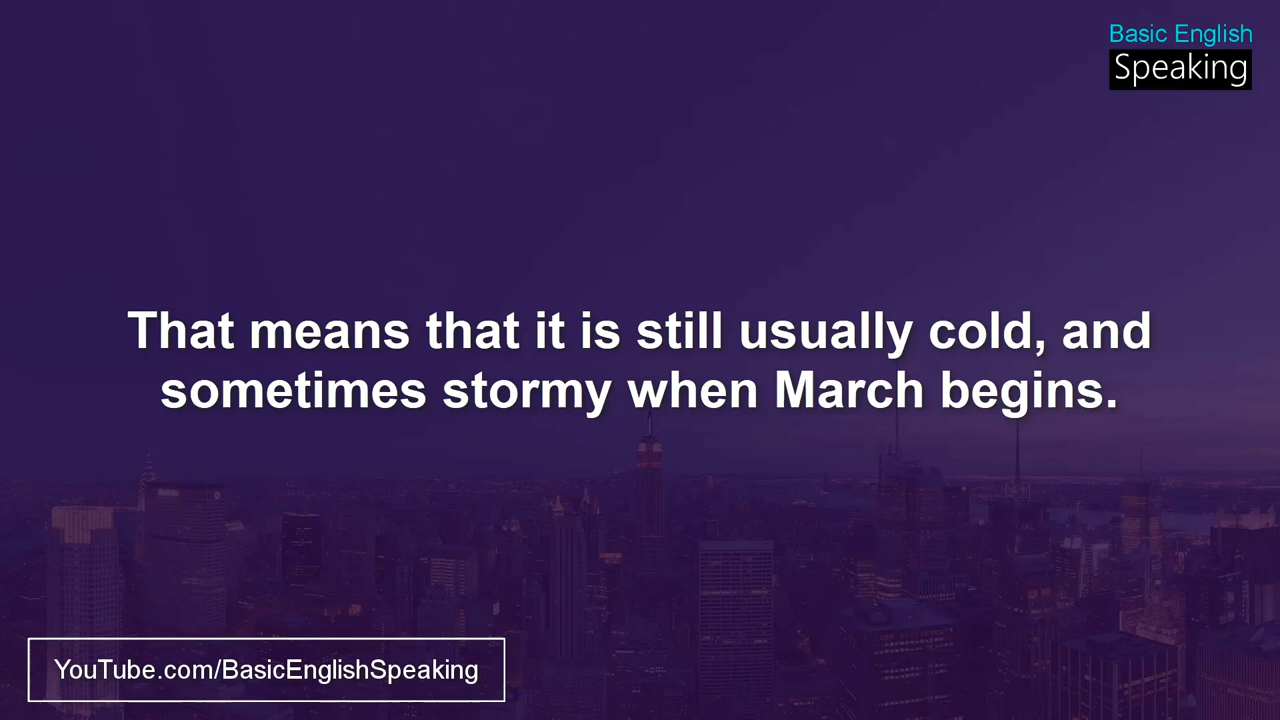 Basic English
Speaking
That means that it is still usually cold, and
sometimes stormy when March begins.
YouTube.com/BasicEnglishSpeaking